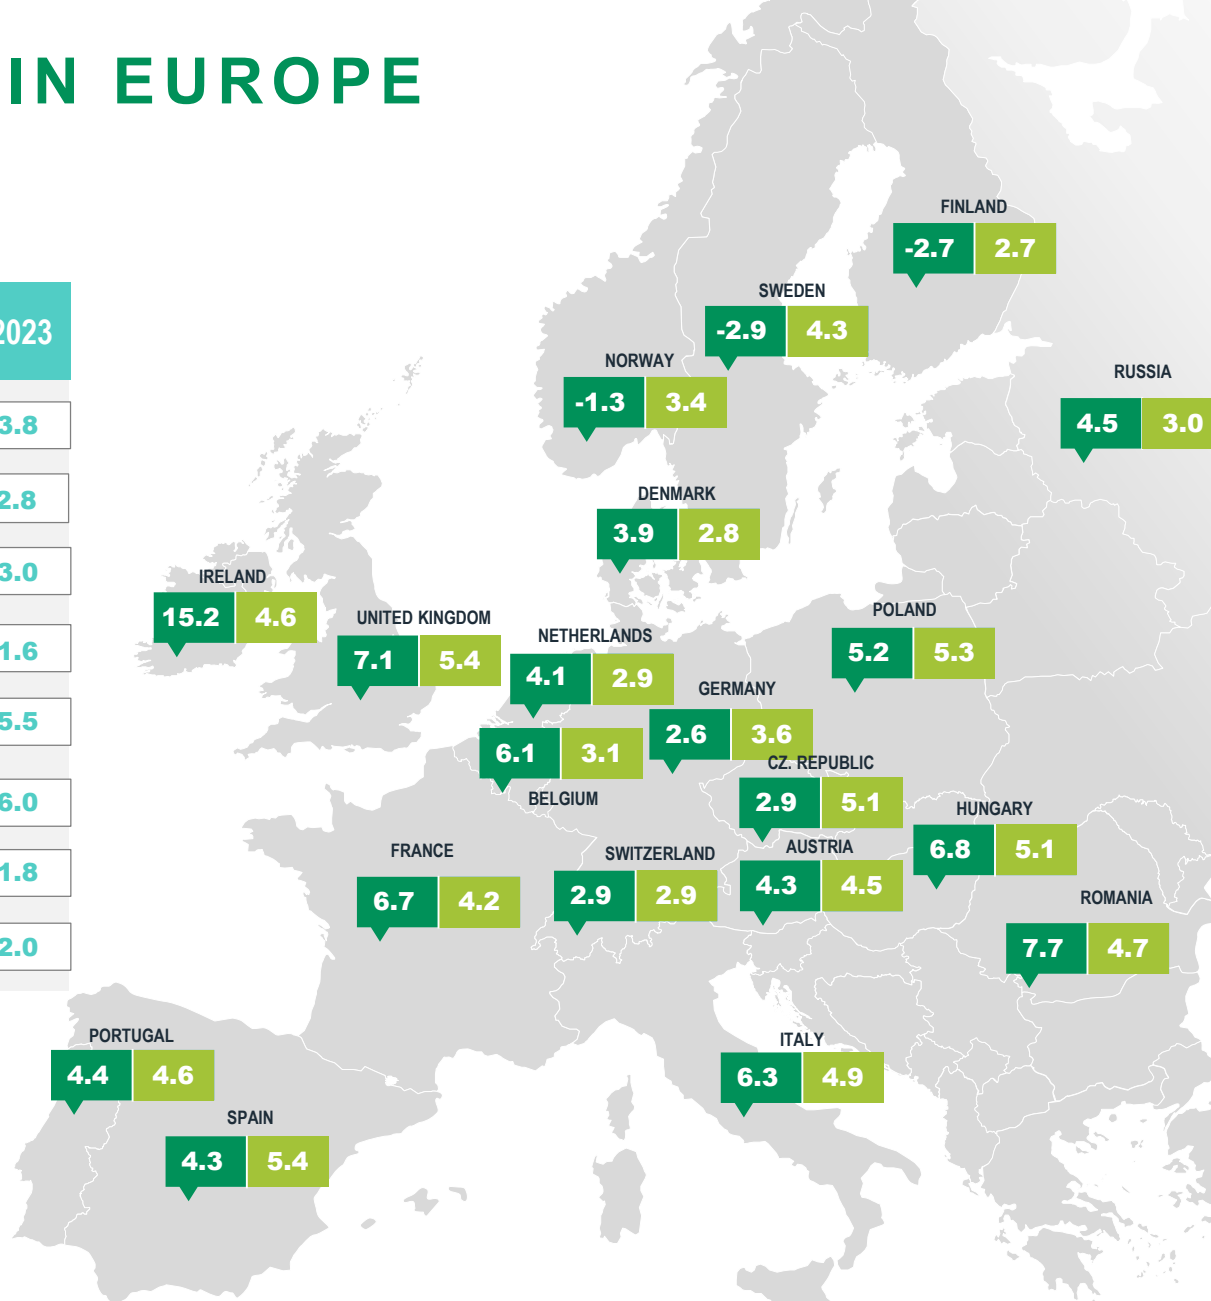 IN EUROPE
2023
3.8
2.8
3.0
1.6
5.5
6.0
1.8
2.0
FINLAND
-2.7 2.7
SWEDEN
-2.9 4.3
NORWAY
-1.3 3.4
RUSSIA
4.5 3.0
DENMARK
3.9 2.8
IRELAND
15.2 4.6
UNITED KINGDOM
7.1 5.4
NETHERLANDS
4.1 2.9
POLAND
5.2 5.3
GERMANY
2.6 3.6
6.1 3.1
BELGIUM
CZ. REPUBLIC
2.9 5.1
HUNGARY
6.8 5.1
FRANCE
6.7 4.2
SWITZERLAND
2.9 2.9
AUSTRIA
4.3 4.5
ROMANIA
7.7 4.7
PORTUGAL
4.4 4.6
ITALY
6.3 4.9
SPAIN
4.3 5.4